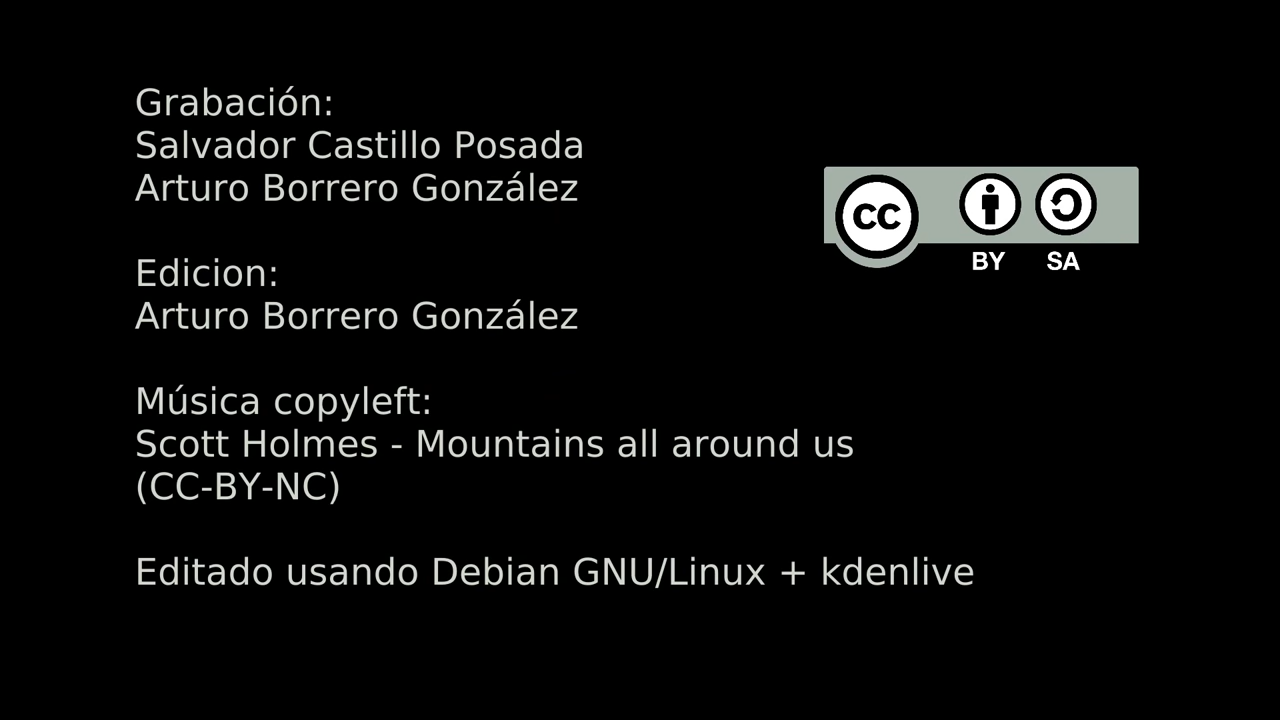 Grabación:
Salvador Castillo Posada
Arturo Borrero González
Edicion:
Arturo Borrero González
Música copyleft:
Scott Holmes - Mountains all around us
(CC-BY-NC)
Editado usando Debian GNU/Linux + kdenlive
CC
BY SA